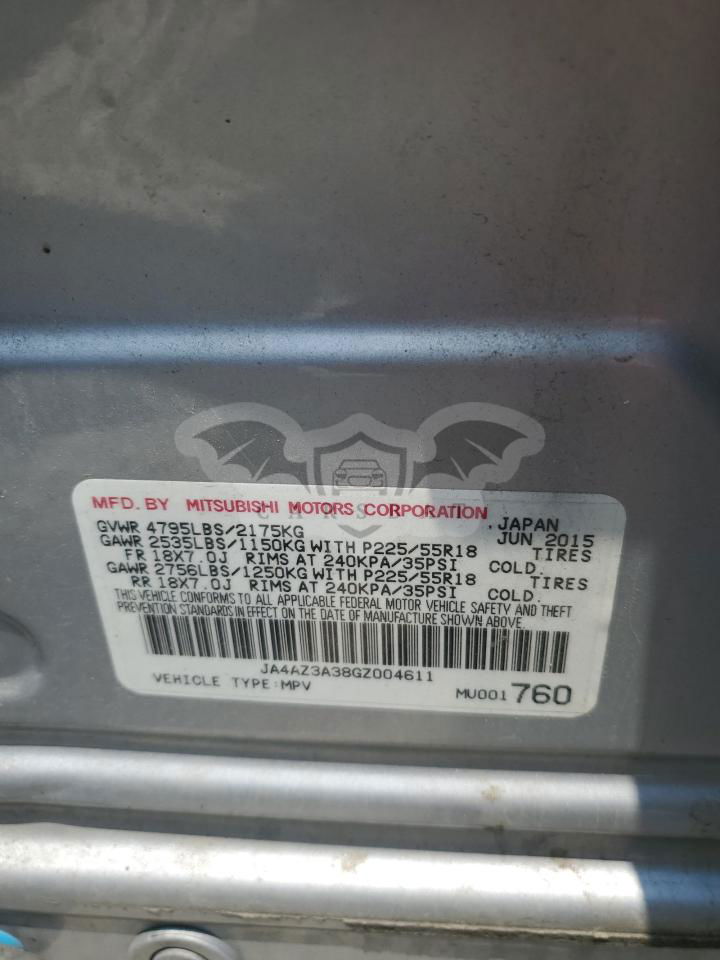 MFD. BY MITSUBISHI MOTORS CORPORATION , JAPAN
GVWR 4795LBS/2175KG JUN 2015
GAWR 2535LBS/1150KG WITH P225/55R18 TIRES
FR 18X7.0J RIMS AT 240KPA/35PSI COLD.
GAWR 2756LBS/1250KG WITH P225/55R18 TIRES
RR 18X7.0J RIMS AT 240KPA/35PSI COLD.
THIS VEHICLE CONFORMS TO ALL APPLICABLE FEDERAL MOTOR VEHICLE SAFETY AND THEFT
PREVENTION STANDARDS IN EFFECT ON THE DATE OF MANUFACTURE SHOWN ABOVE.
JA4AZ3A38GZ004611
VEHICLE TYPE:MPV MU001760